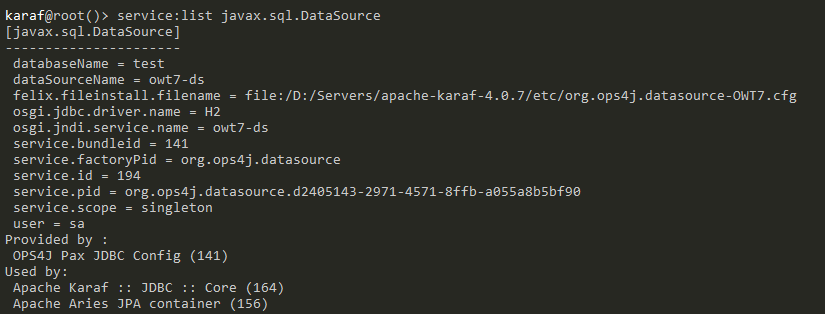 karaf@root()> service:list javax.sql.DataSource
[javax.sql.DataSource]
----------------------
databaseName = test
dataSourceName = owt7-ds
felix.fileinstall.filename = file:/D:/Servers/apache-karaf-4.0.7/etc/org.ops4j.datasource-OWT7.cfg
osgi.jdbc.driver.name = H2
osgi.jndi.service.name = owt7-ds
service.bundleid = 141
service.factoryPid = org.ops4j.datasource
service.id = 194
service.pid = org.ops4j.datasource.d2405143-2971-4571-8ffb-a055a8b5bf90
service.scope = singleton
user = sa
Provided by :
OPS4J Pax JDBC Config (141)
Used by:
Apache Karaf :: JDBC :: Core (164)
Apache Aries JPA container (156)